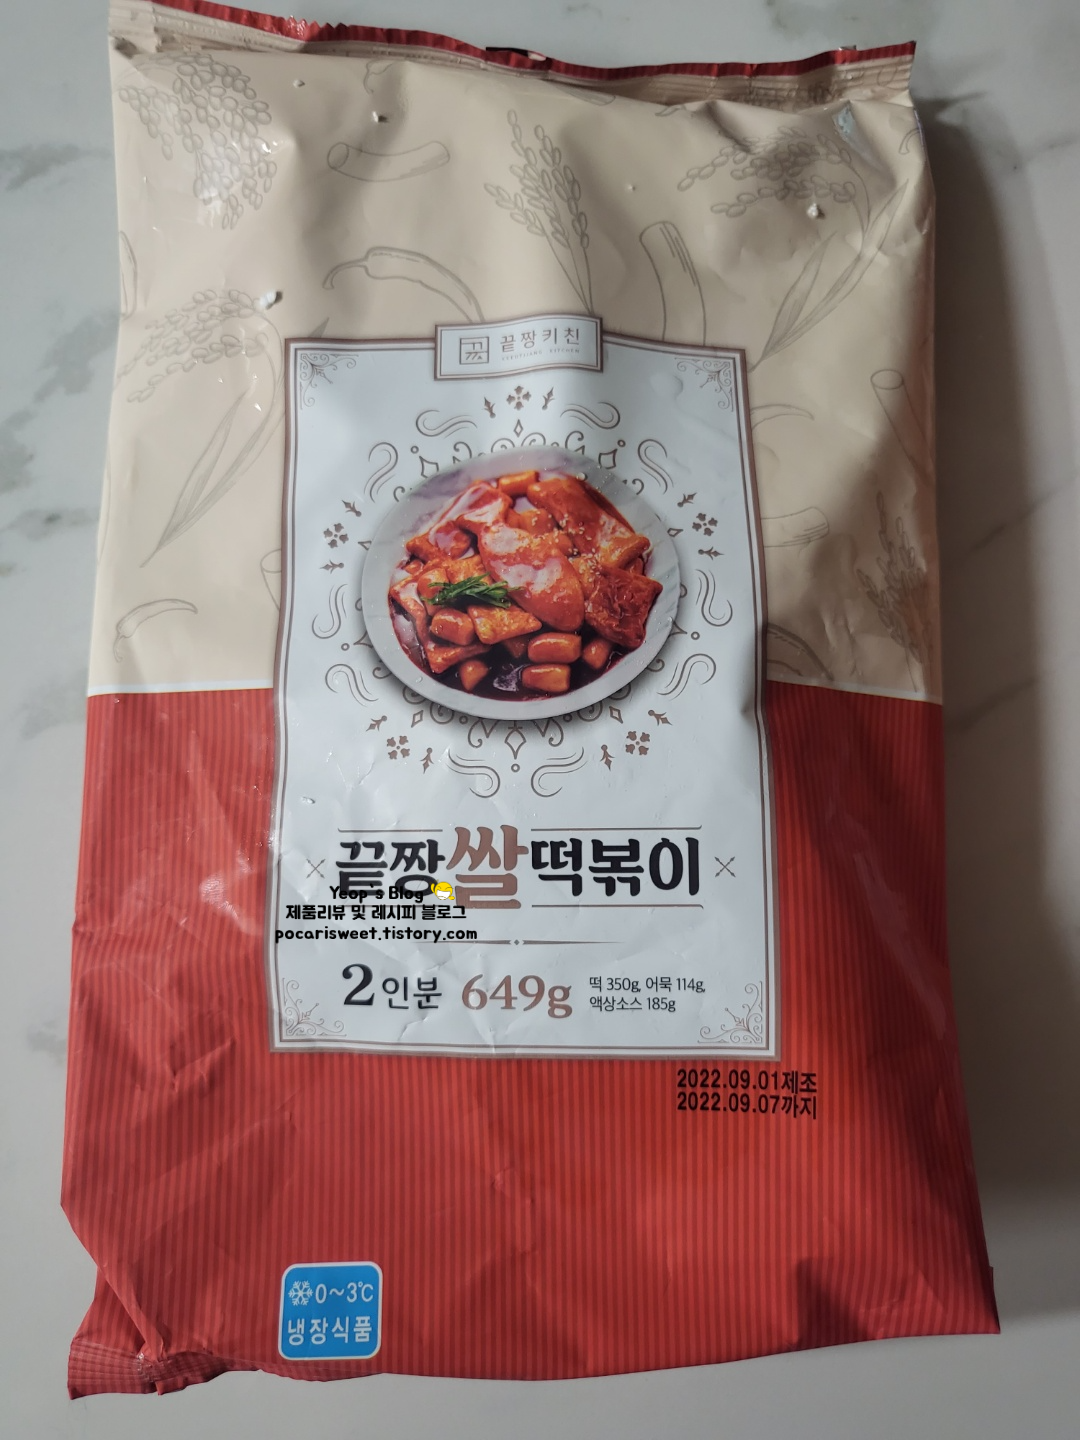 끝짱키친
끝짱쌀떡볶이
Yeop's Blog
제품리뷰 및 레시피 블로그
pocarisweet.tistory.com
2인분 649g
떡 350g, 어묵 114g,
액상소스 185g
2022.09.01제조
2022.09.07까지
0~3℃
냉장식품